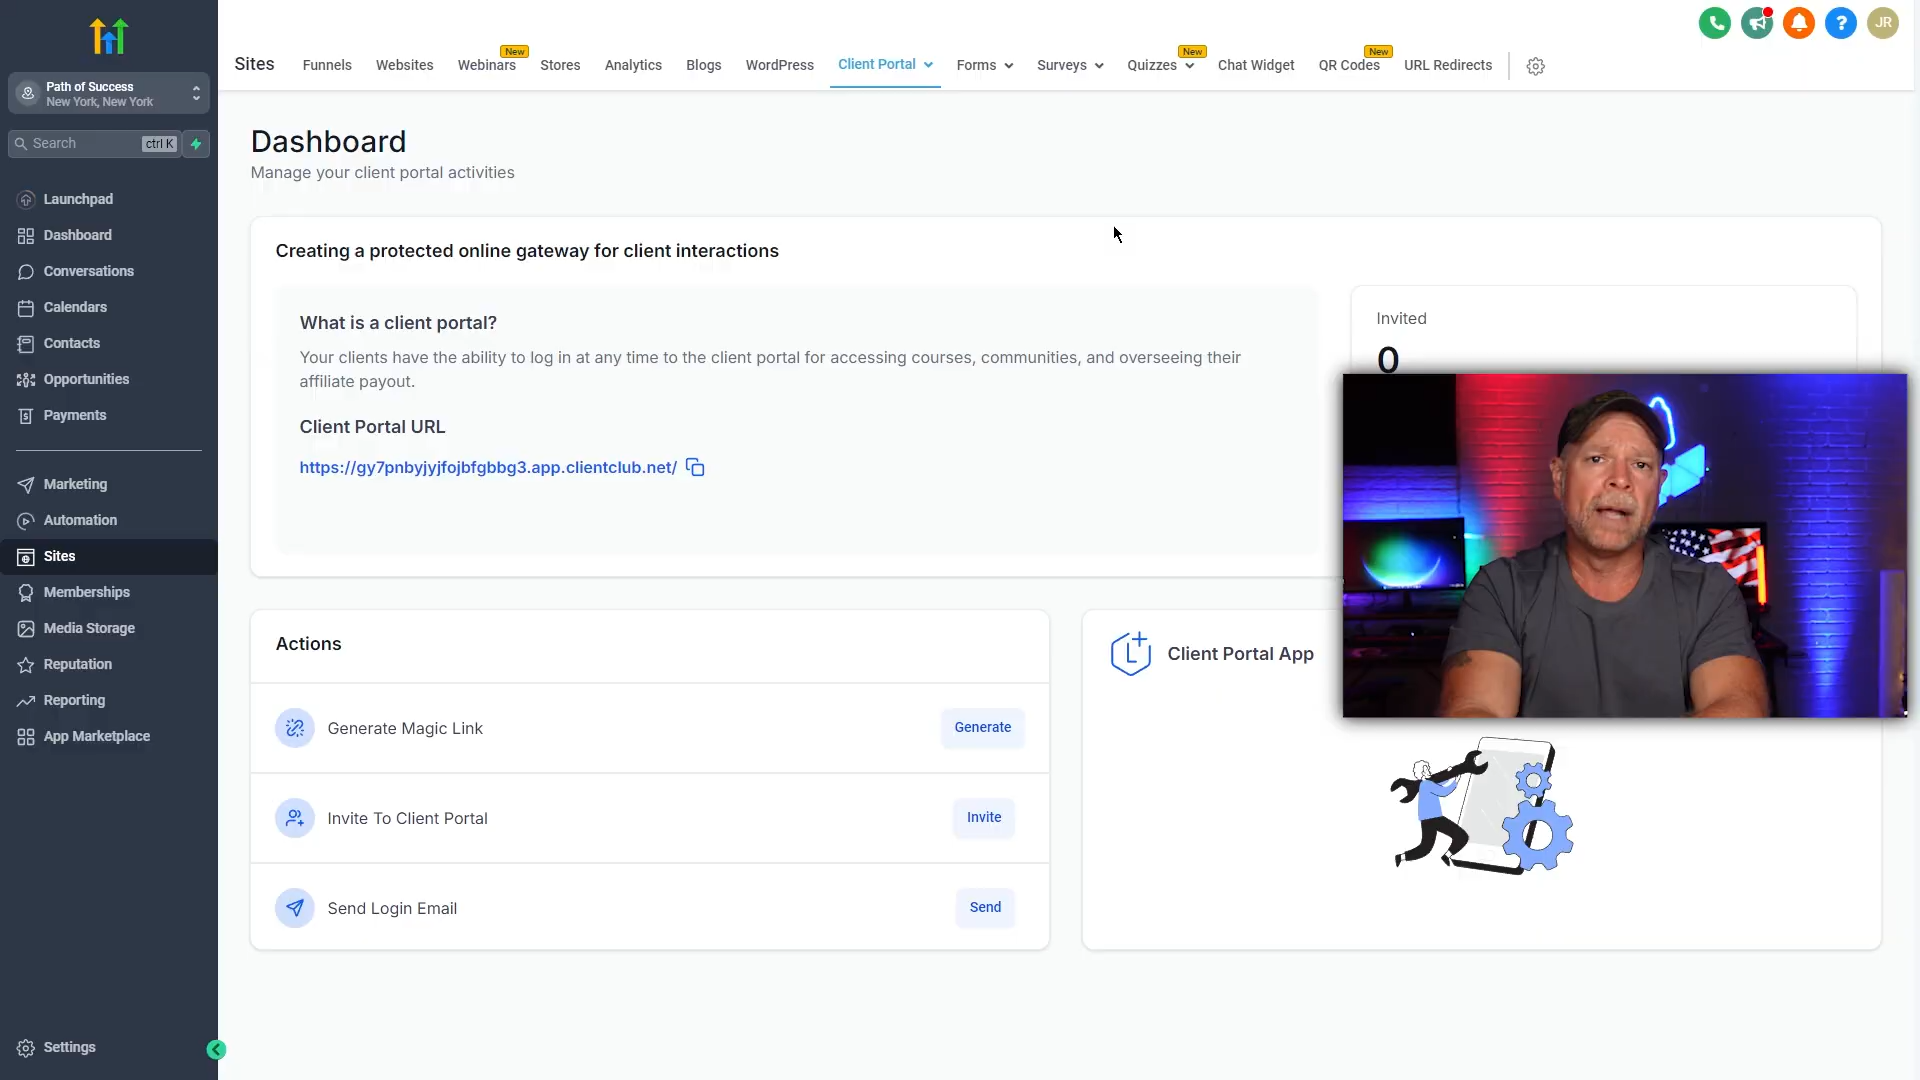 JR
Sites
Funnels
Websites
Webinars
New
Stores
Analytics
Blogs
WordPress
Client Portal
Forms
Surveys
Quizzes
New
Chat Widget
QR Codes
New
URL Redirects
Path of Success
New York, New York
Search
ctrl K
Launchpad
Dashboard
Conversations
Calendars
Contacts
Opportunities
Payments
Marketing
Automation
Sites
Memberships
Media Storage
Reputation
Reporting
App Marketplace
Settings
Dashboard
Manage your client portal activities
Creating a protected online gateway for client interactions
What is a client portal?
Your clients have the ability to log in at any time to the client portal for accessing courses, communities, and overseeing their
affiliate payout.
Client Portal URL
https://gy7pnbyjyjfojbfgbbg3.app.clientclub.net/
Invited
0
Actions
Generate Magic Link
Generate
Invite To Client Portal
Invite
Send Login Email
Send
Client Portal App